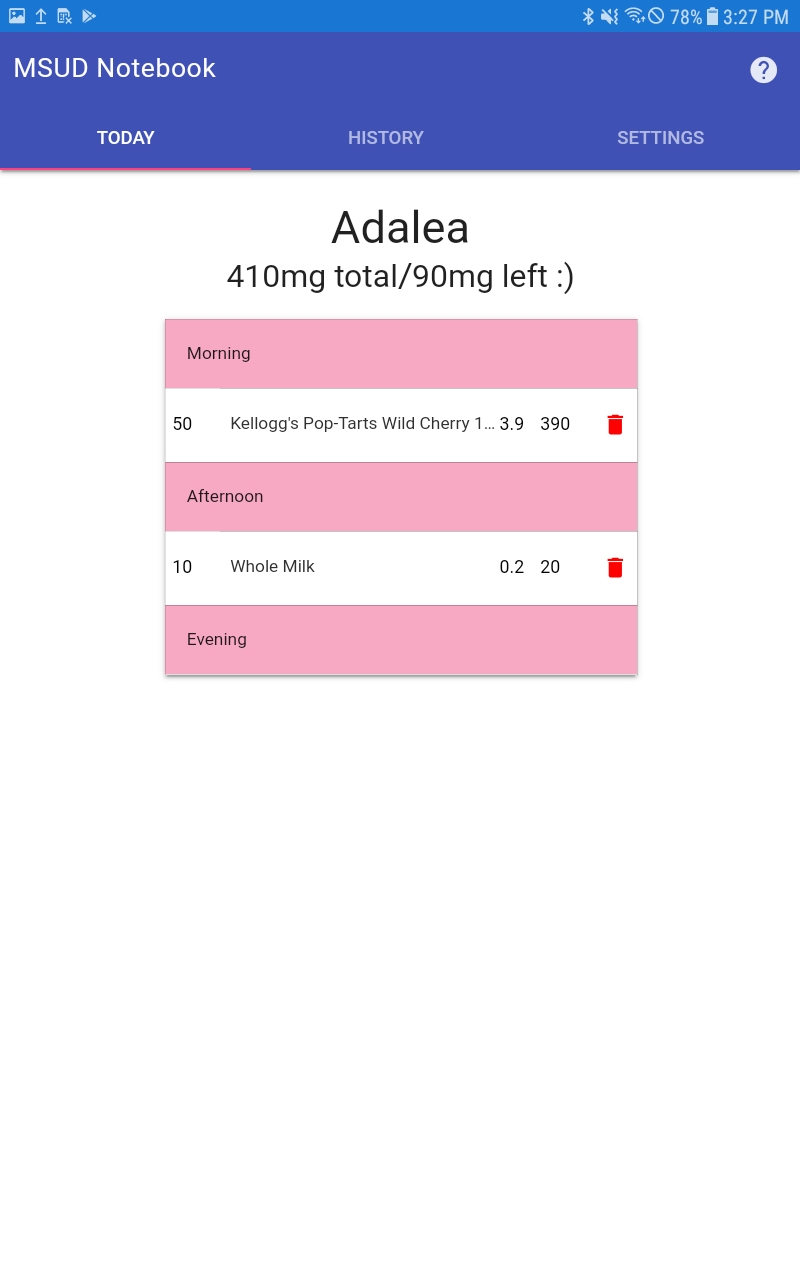 78% 3:27 PM
MSUD Notebook
TODAY HISTORY SETTINGS
Adalea
410mg total/90mg left :)
Morning
50 Kellogg's Pop-Tarts Wild Cherry 1... 3.9 390
Afternoon
10 Whole Milk 0.2 20
Evening